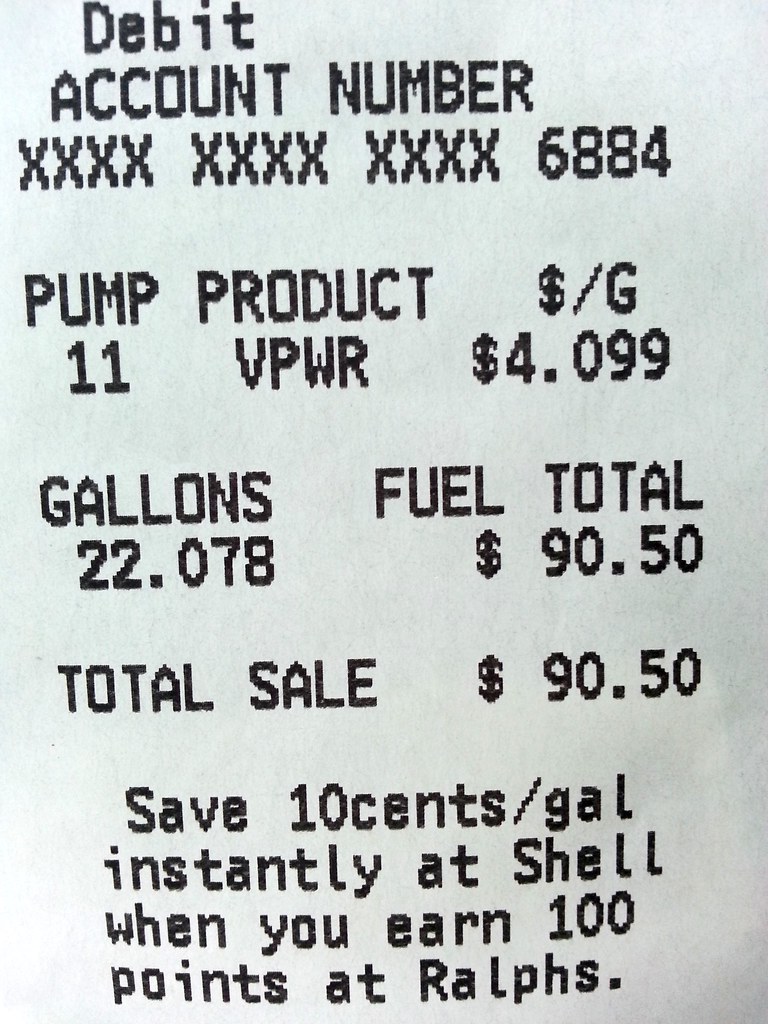 Debit
ACCOUNT NUMBER
XXXX XXXX XXXX 6884
PUMP PRODUCT $/G
11 VPWR $4.099
GALLONS FUEL TOTAL
22.078 $ 90.50
TOTAL SALE $ 90.50
Save 10cents/gal
instantly at Shell
when you earn 100
points at Ralphs.